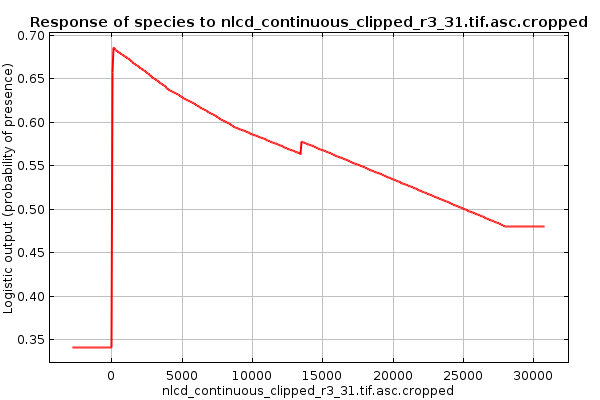 Response of species to nlcd_continuous_clipped_r3_31.tif.asc.cropped
Logistic output (probability of presence)
0.70
0.65
0.60
0.55
0.50
0.45
0.40
0.35
0 5000 10000 15000 20000 25000 30000
nlcd_continuous_clipped_r3_31.tif.asc.cropped